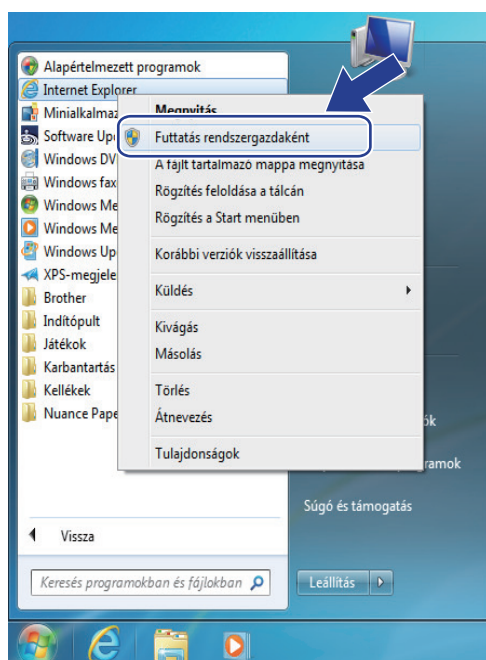 Alapértelmezett programok
Internet Explorer
Minialkalmaz
Software Up
Windows DV
Windows fax
Windows Me
Windows Me
Windows Up
XPS-megjele
Brother
Indítópult
Játékok
Karbantartás
Kellékek
Nuance Pape
Vissza
Keresés programokban és fájlokban
Megnyitás
Futtatás rendszergazdaként
A fájlt tartalmazó mappa megnyitása
Rögzítés feloldása a tálcán
Rögzítés a Start menüben
Korábbi verziók visszaállítása
Küldés
Kivágás
Másolás
Törlés
Átnevezés
Tulajdonságok
ók
ramok
Súgó és támogatás
Leállítás